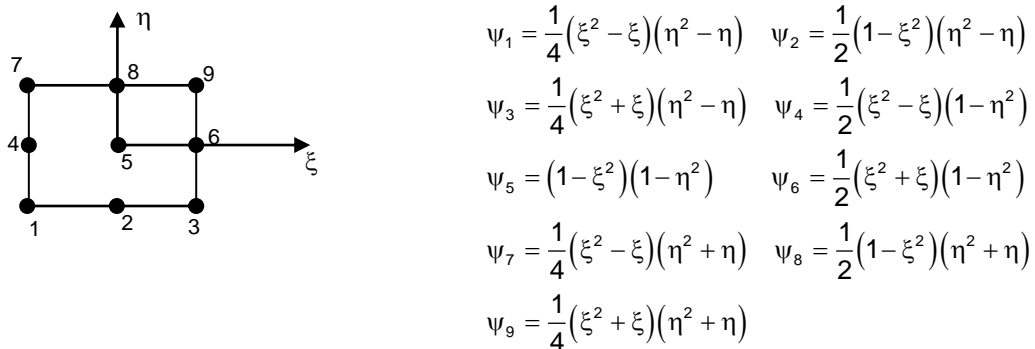 η
7 8 9
4 5 6
ξ
1 2 3
ψ₁ = 1/4(ξ² − ξ)(η² − η) ψ₂ = 1/2(1 − ξ²)(η² − η)
ψ₃ = 1/4(ξ² + ξ)(η² − η) ψ₄ = 1/2(ξ² − ξ)(1 − η²)
ψ₅ = (1 − ξ²)(1 − η²) ψ₆ = 1/2(ξ² + ξ)(1 − η²)
ψ₇ = 1/4(ξ² − ξ)(η² + η) ψ₈ = 1/2(1 − ξ²)(η² + η)
ψ₉ = 1/4(ξ² + ξ)(η² + η)